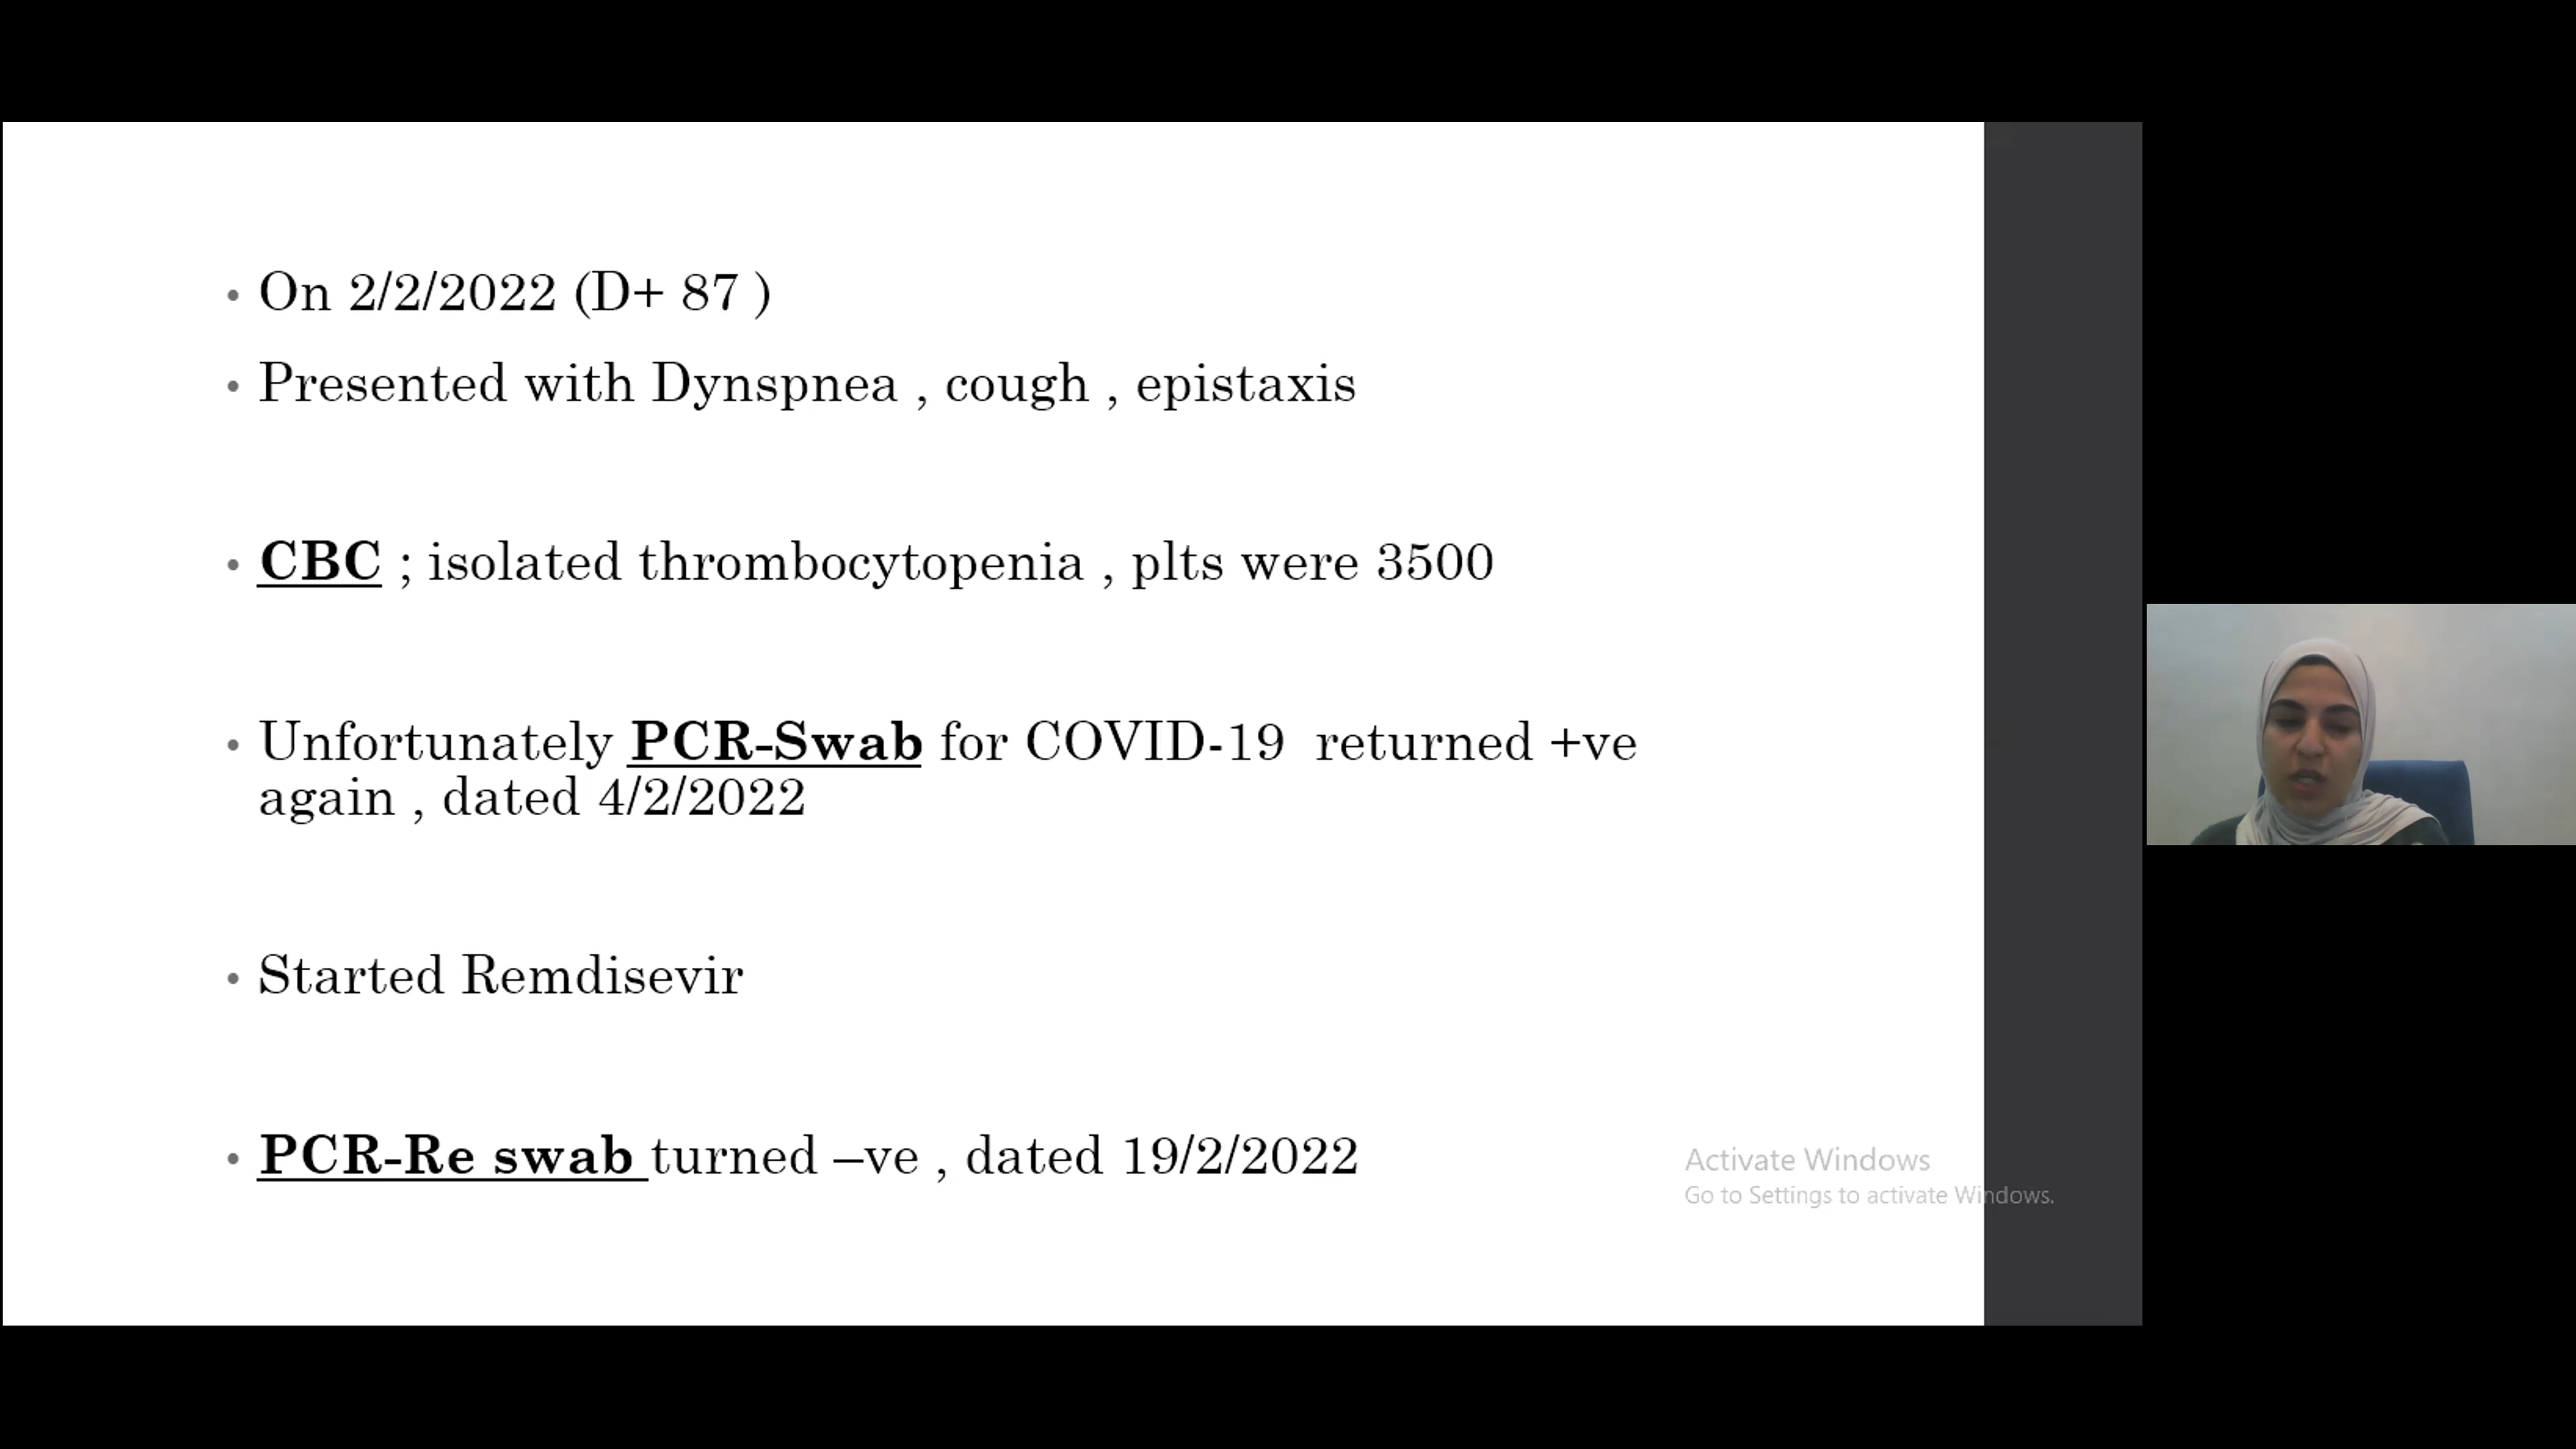 • On 2/2/2022 (D+ 87 )
• Presented with Dynspnea , cough , epistaxis
• CBC ; isolated thrombocytopenia , plts were 3500
• Unfortunately PCR-Swab for COVID-19 returned +ve
again , dated 4/2/2022
• Started Remdisevir
• PCR-Re swab turned –ve , dated 19/2/2022
Activate Windows
Go to Settings to activate Windows.